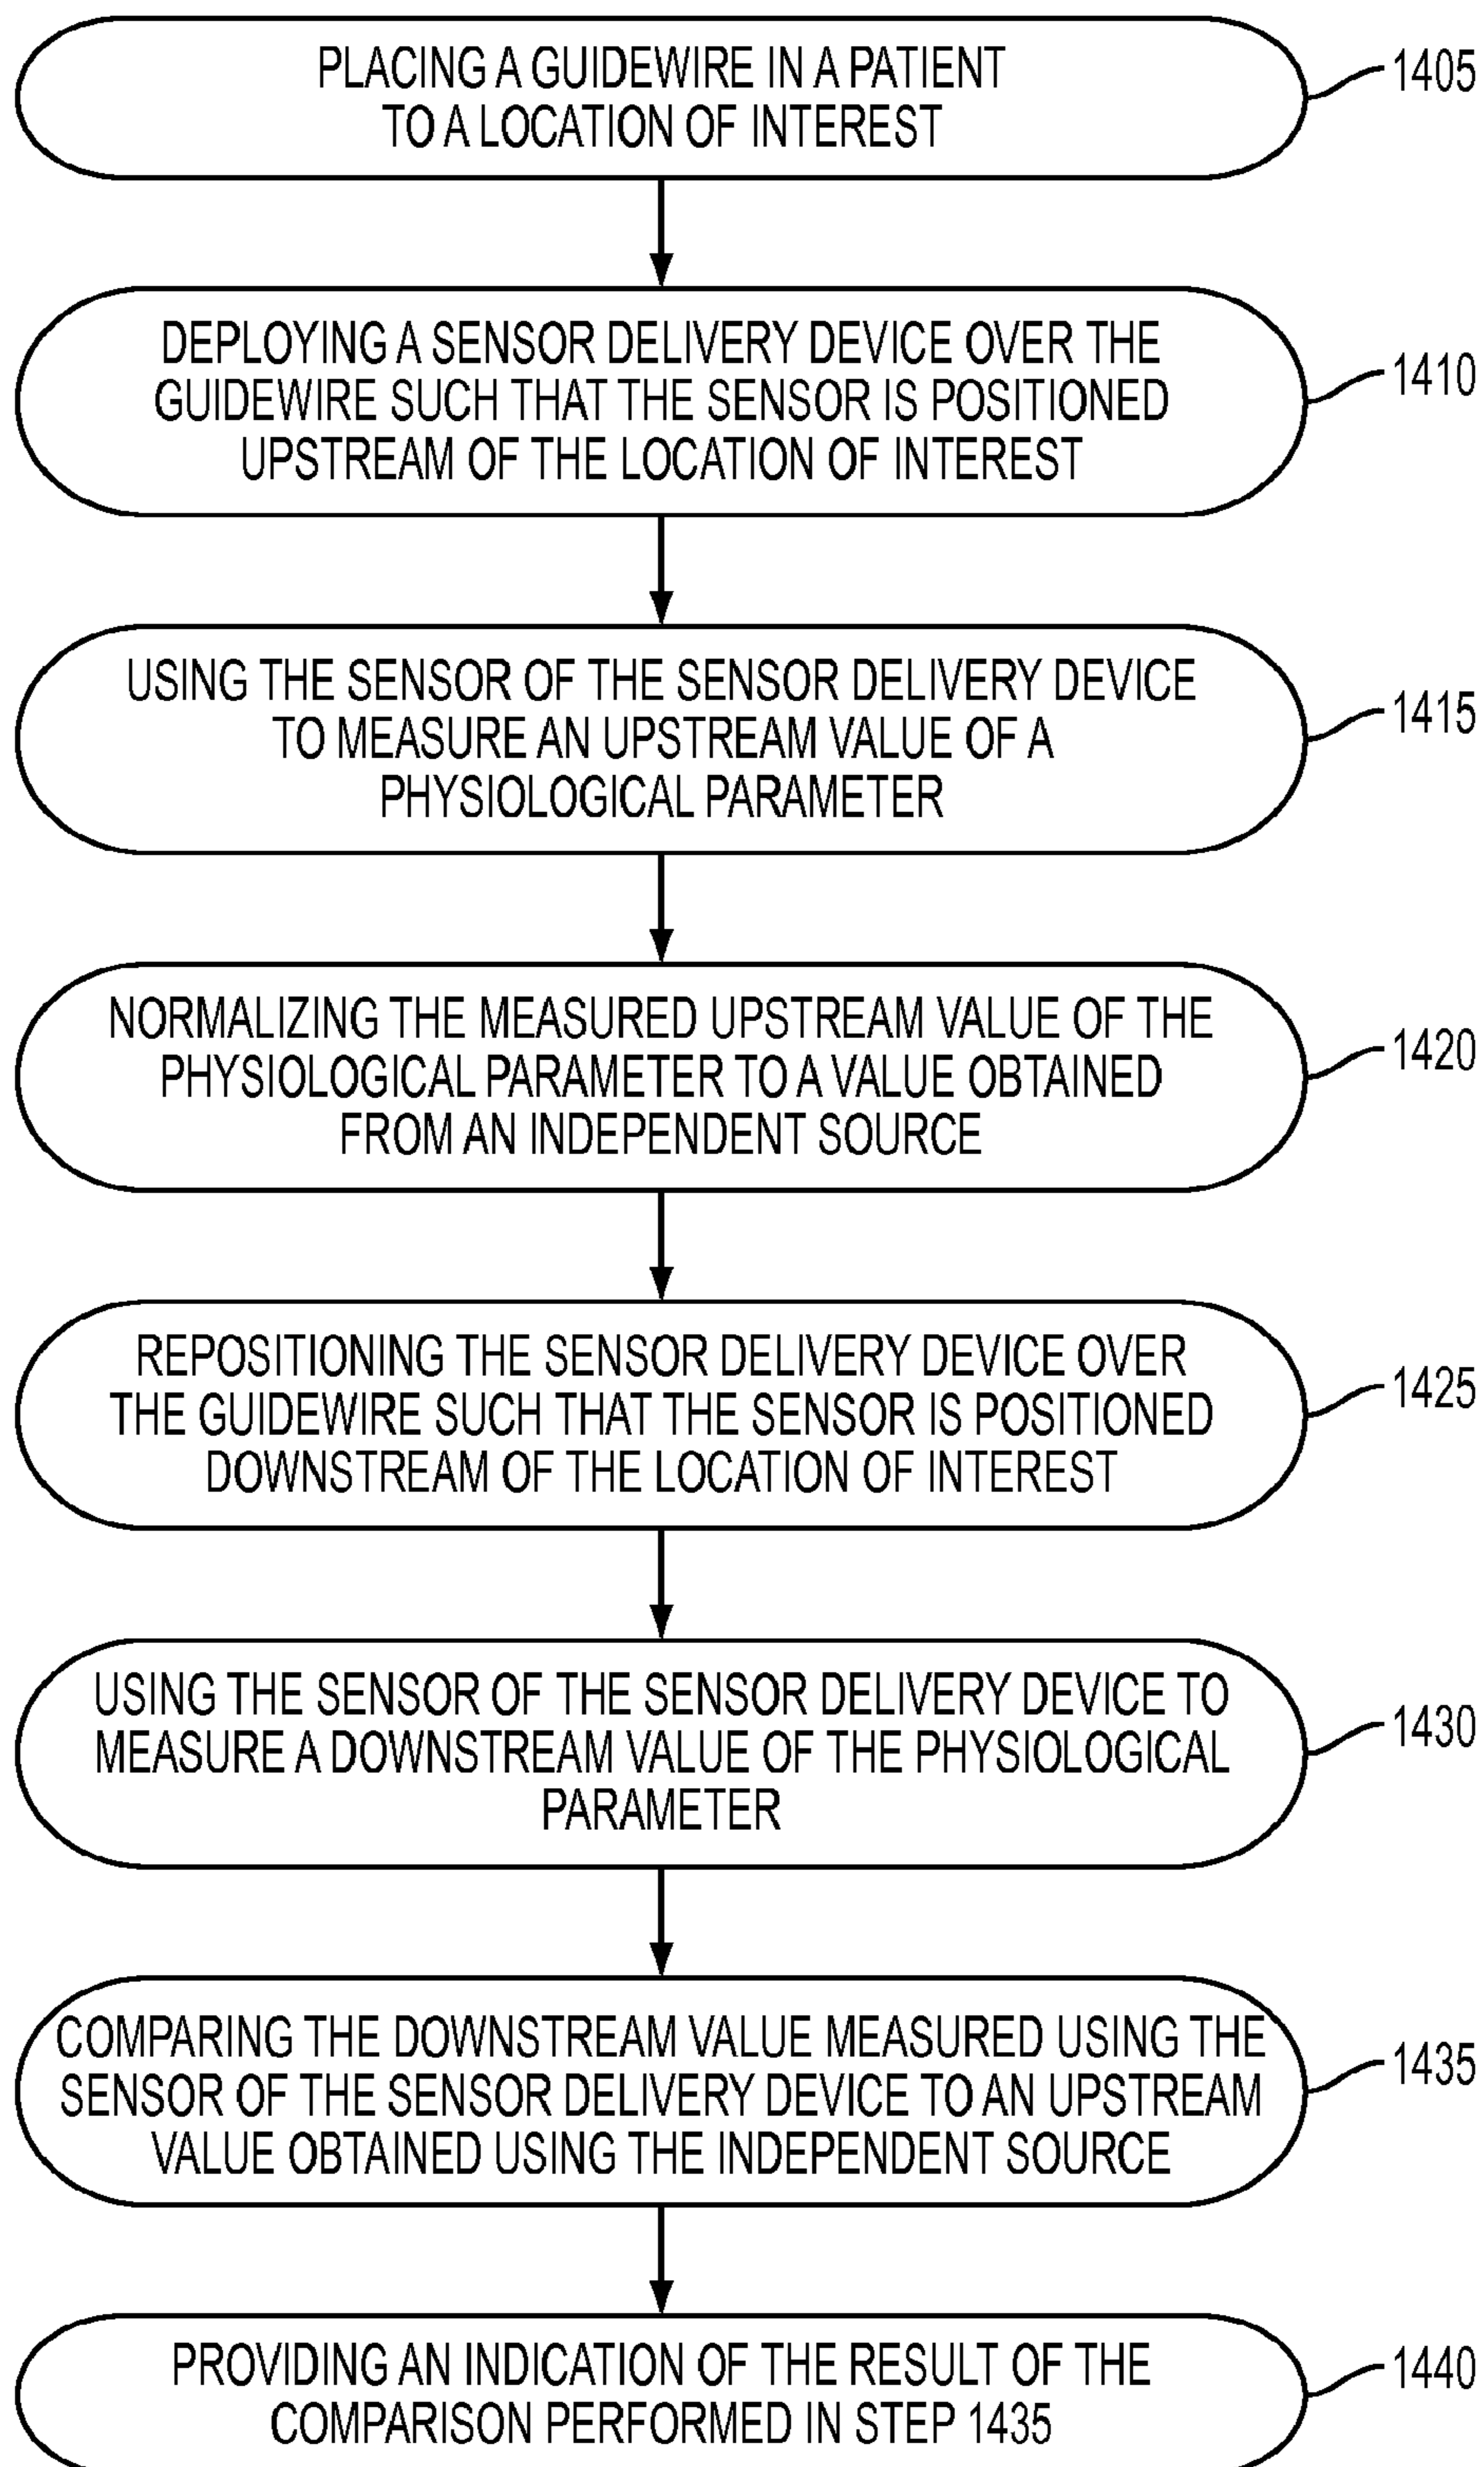 PLACING A GUIDEWIRE IN A PATIENT
TO A LOCATION OF INTEREST
1405
DEPLOYING A SENSOR DELIVERY DEVICE OVER THE
GUIDEWIRE SUCH THAT THE SENSOR IS POSITIONED
UPSTREAM OF THE LOCATION OF INTEREST
1410
USING THE SENSOR OF THE SENSOR DELIVERY DEVICE
TO MEASURE AN UPSTREAM VALUE OF A
PHYSIOLOGICAL PARAMETER
1415
NORMALIZING THE MEASURED UPSTREAM VALUE OF THE
PHYSIOLOGICAL PARAMETER TO A VALUE OBTAINED
FROM AN INDEPENDENT SOURCE
1420
REPOSITIONING THE SENSOR DELIVERY DEVICE OVER
THE GUIDEWIRE SUCH THAT THE SENSOR IS POSITIONED
DOWNSTREAM OF THE LOCATION OF INTEREST
1425
USING THE SENSOR OF THE SENSOR DELIVERY DEVICE TO
MEASURE A DOWNSTREAM VALUE OF THE PHYSIOLOGICAL
PARAMETER
1430
COMPARING THE DOWNSTREAM VALUE MEASURED USING THE
SENSOR OF THE SENSOR DELIVERY DEVICE TO AN UPSTREAM
VALUE OBTAINED USING THE INDEPENDENT SOURCE
1435
PROVIDING AN INDICATION OF THE RESULT OF THE
COMPARISON PERFORMED IN STEP 1435
1440